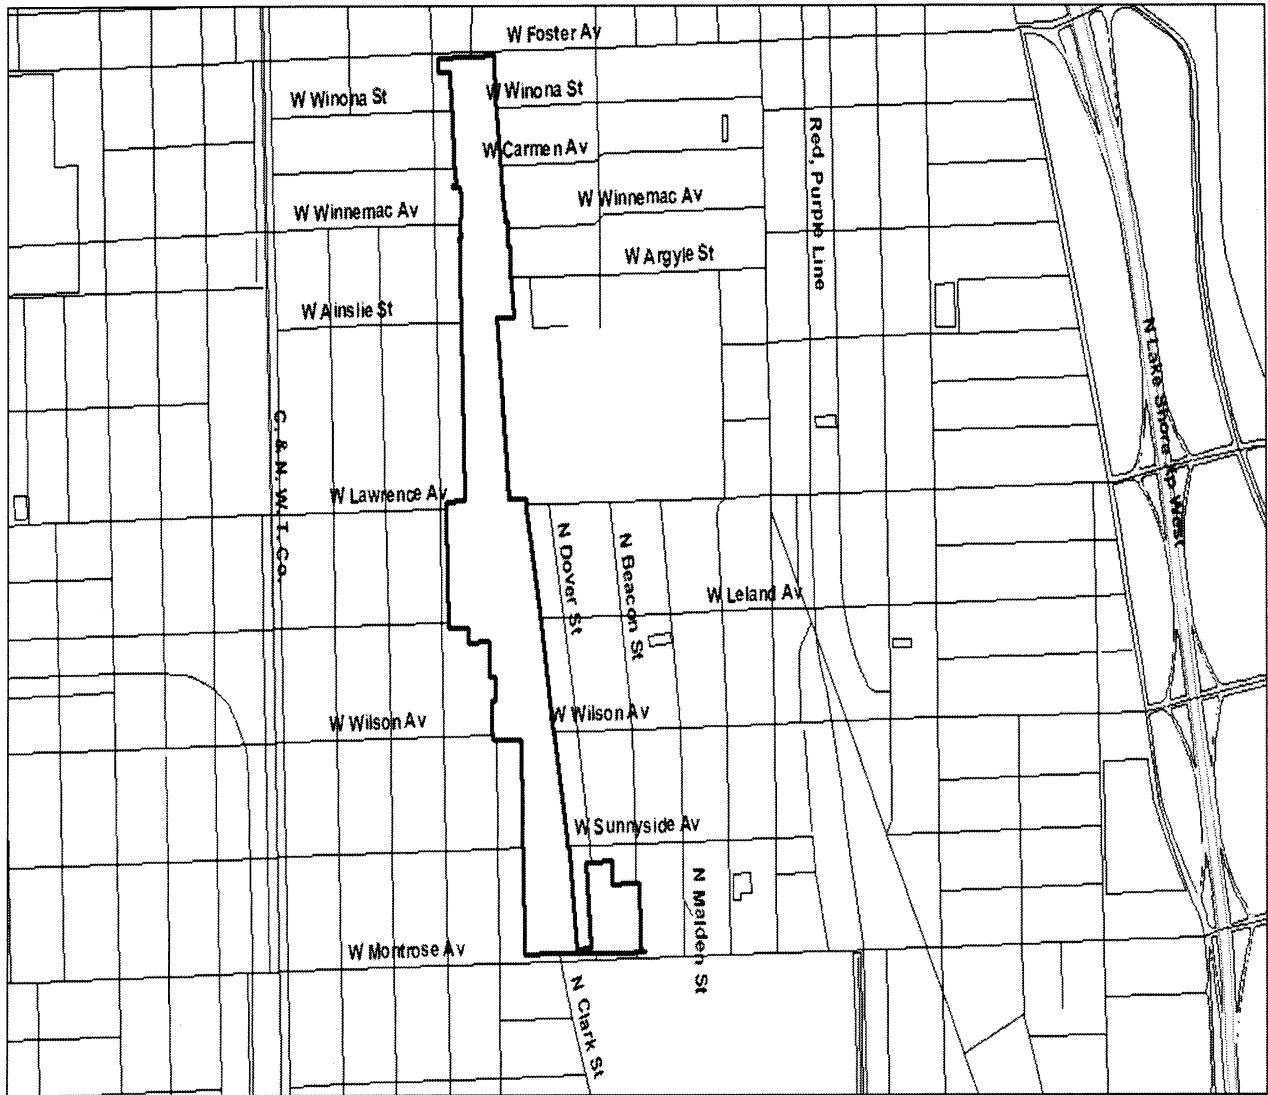 W Foster Av
W Winona St
W Winona St
W Carmen Av
W Winnemac Av
W Winnemac Av
W Argyle St
Red, Purple Line
W Ainslie St
N Lake Shore Rp West
C. & N. W. T. Co.
W Lawrence Av
N Dover St
N Beacon St
W Leland Av
W Wilson Av
W Wilson Av
W Sunnyside Av
N Malden St
W Montrose Av
N Clark St